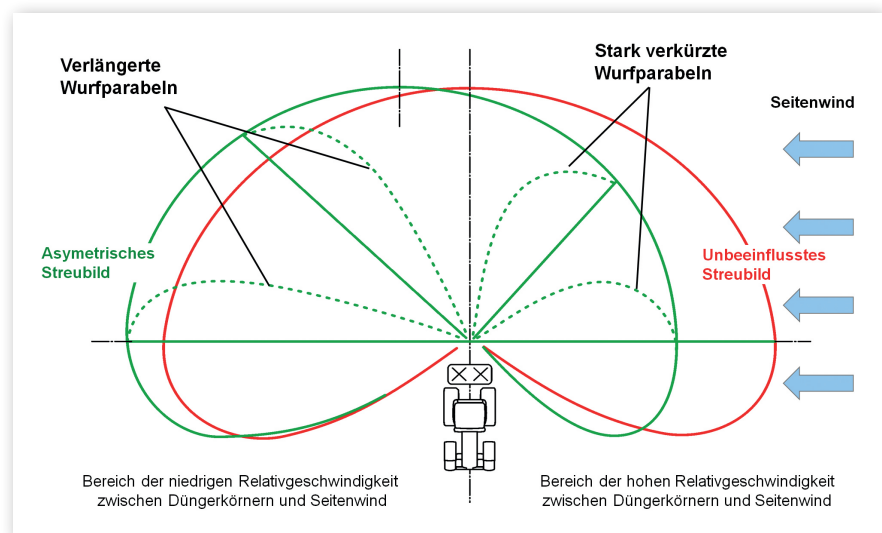 Verlängerte
Wurfparabeln
Stark verkürzte
Wurfparabeln
Seitenwind
Asymetrisches
Streubild
Unbeeinflusstes
Streubild
Bereich der niedrigen Relativgeschwindigkeit
zwischen Düngerkörnern und Seitenwind
Bereich der hohen Relativgeschwindigkeit
zwischen Düngerkörnern und Seitenwind